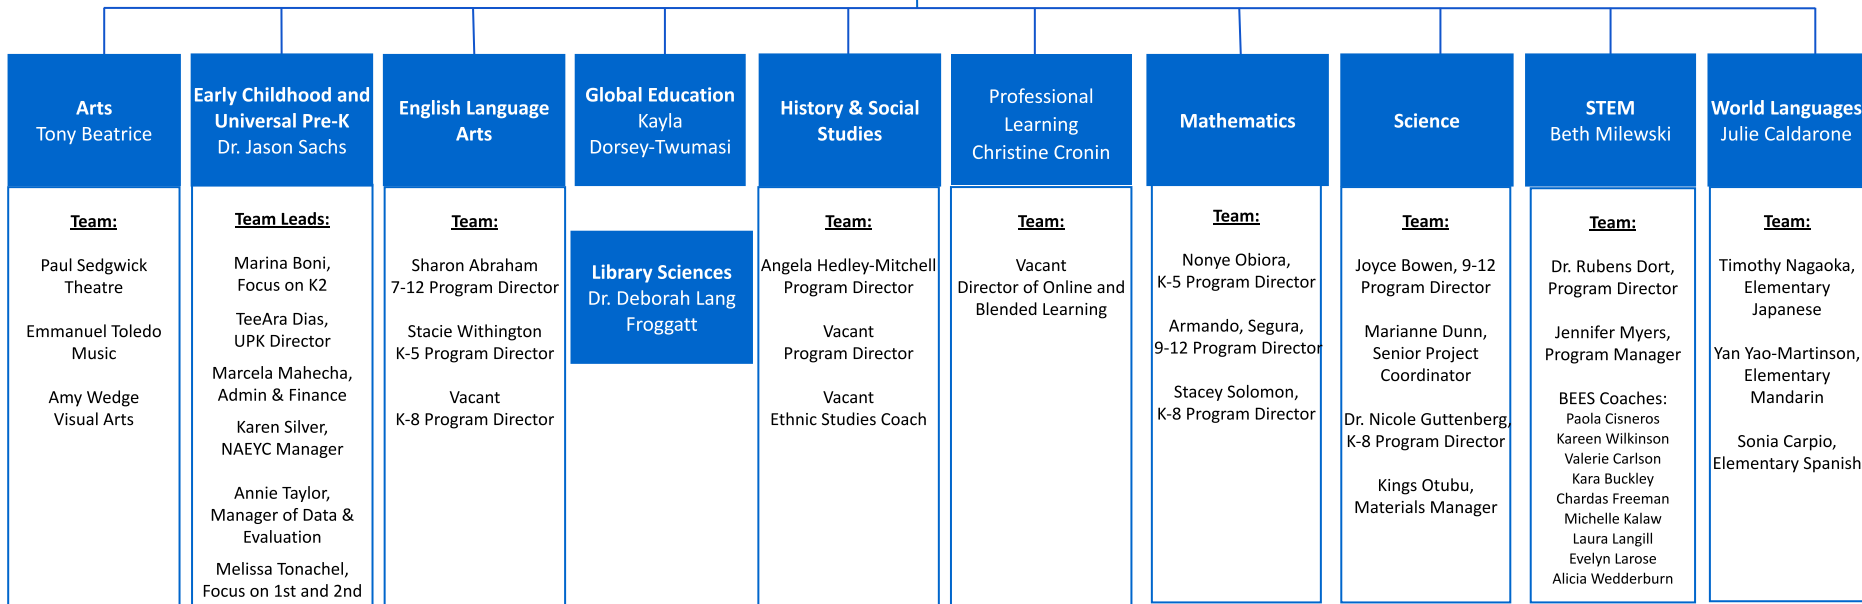 Arts
Tony Beatrice
Team:
Paul Sedgwick
Theatre
Emmanuel Toledo
Music
Amy Wedge
Visual Arts
Early Childhood and
Universal Pre-K
Dr. Jason Sachs
Team Leads:
Marina Boni,
Focus on K2
TeeAra Dias,
UPK Director
Marcela Mahecha,
Admin & Finance
Karen Silver,
NAEYC Manager
Annie Taylor,
Manager of Data &
Evaluation
Melissa Tonachel,
Focus on 1st and 2nd
English Language
Arts
Team:
Sharon Abraham
7-12 Program Director
Stacie Withington
K-5 Program Director
Vacant
K-8 Program Director
Global Education
Kayla
Dorsey-Twumasi
Library Sciences
Dr. Deborah Lang
Froggatt
History & Social
Studies
Team:
Angela Hedley-Mitchell
Program Director
Vacant
Program Director
Vacant
Ethnic Studies Coach
Professional
Learning
Christine Cronin
Team:
Vacant
Director of Online and
Blended Learning
Mathematics
Team:
Nonye Obiora,
K-5 Program Director
Armando, Segura,
9-12 Program Director
Stacey Solomon,
K-8 Program Director
Science
Team:
Joyce Bowen, 9-12
Program Director
Marianne Dunn,
Senior Project
Coordinator
Dr. Nicole Guttenberg,
K-8 Program Director
Kings Otubu,
Materials Manager
STEM
Beth Milewski
Team:
Dr. Rubens Dort,
Program Director
Jennifer Myers,
Program Manager
BEES Coaches:
Paola Cisneros
Kareen Wilkinson
Valerie Carlson
Kara Buckley
Chardas Freeman
Michelle Kalaw
Laura Langill
Evelyn Larose
Alicia Wedderburn
World Languages
Julie Caldarone
Team:
Timothy Nagaoka,
Elementary
Japanese
Yan Yao-Martinson,
Elementary
Mandarin
Sonia Carpio,
Elementary Spanish